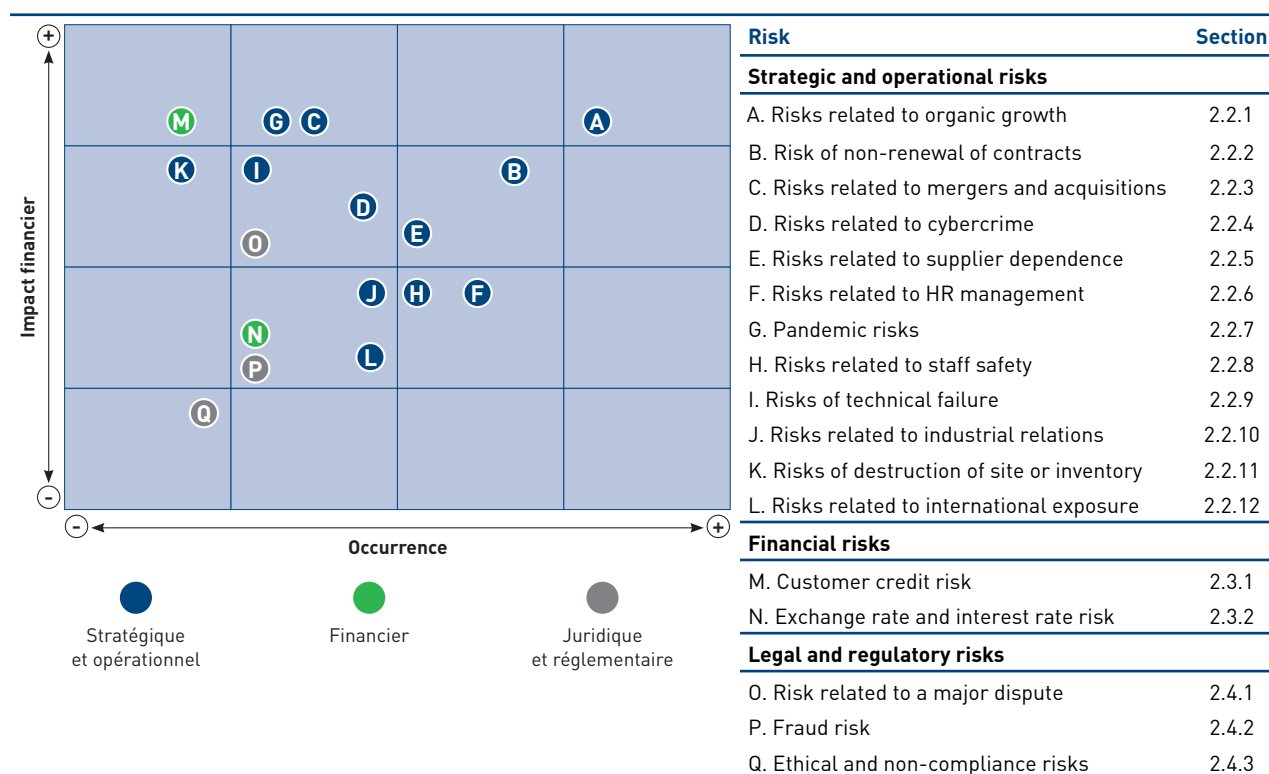 +
M
G
C
A
K
I
B
D
E
O
J
H
F
N
L
P
Q
Impact financier
-
-
+
Occurrence
Stratégique
et opérationnel
Financier
Juridique
et réglementaire
Risk Section
Strategic and operational risks
A. Risks related to organic growth 2.2.1
B. Risk of non-renewal of contracts 2.2.2
C. Risks related to mergers and acquisitions 2.2.3
D. Risks related to cybercrime 2.2.4
E. Risks related to supplier dependence 2.2.5
F. Risks related to HR management 2.2.6
G. Pandemic risks 2.2.7
H. Risks related to staff safety 2.2.8
I. Risks of technical failure 2.2.9
J. Risks related to industrial relations 2.2.10
K. Risks of destruction of site or inventory 2.2.11
L. Risks related to international exposure 2.2.12
Financial risks
M. Customer credit risk 2.3.1
N. Exchange rate and interest rate risk 2.3.2
Legal and regulatory risks
O. Risk related to a major dispute 2.4.1
P. Fraud risk 2.4.2
Q. Ethical and non-compliance risks 2.4.3